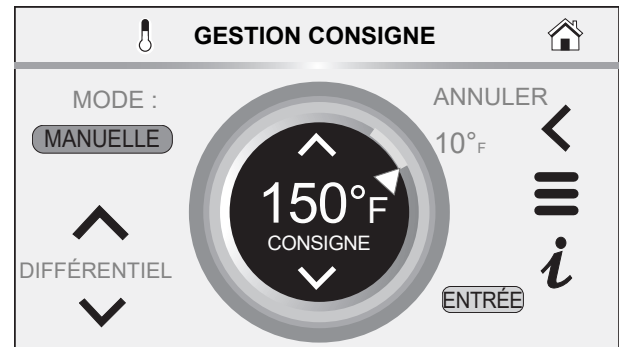 GESTION CONSIGNE
MODE :
MANUELLE
ANNULER
10°F
150°F
CONSIGNE
DIFFÉRENTIEL
i
ENTRÉE